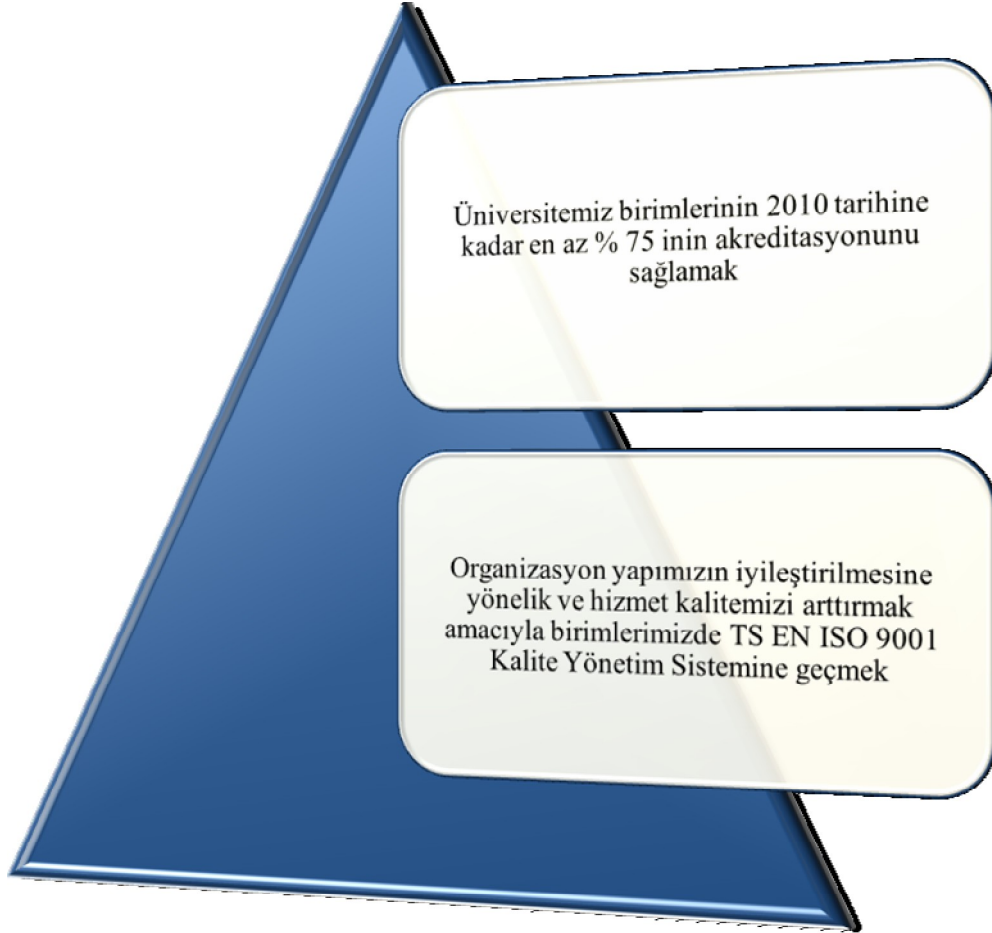 Üniversitemiz birimlerinin 2010 tarihine
kadar en az % 75 inin akreditasyonunu
sağlamak
Organizasyon yapımızın iyileştirilmesine
yönelik ve hizmet kalitemizi arttırmak
amacıyla birimlerimizde TS EN ISO 9001
Kalite Yönetim Sistemine geçmek